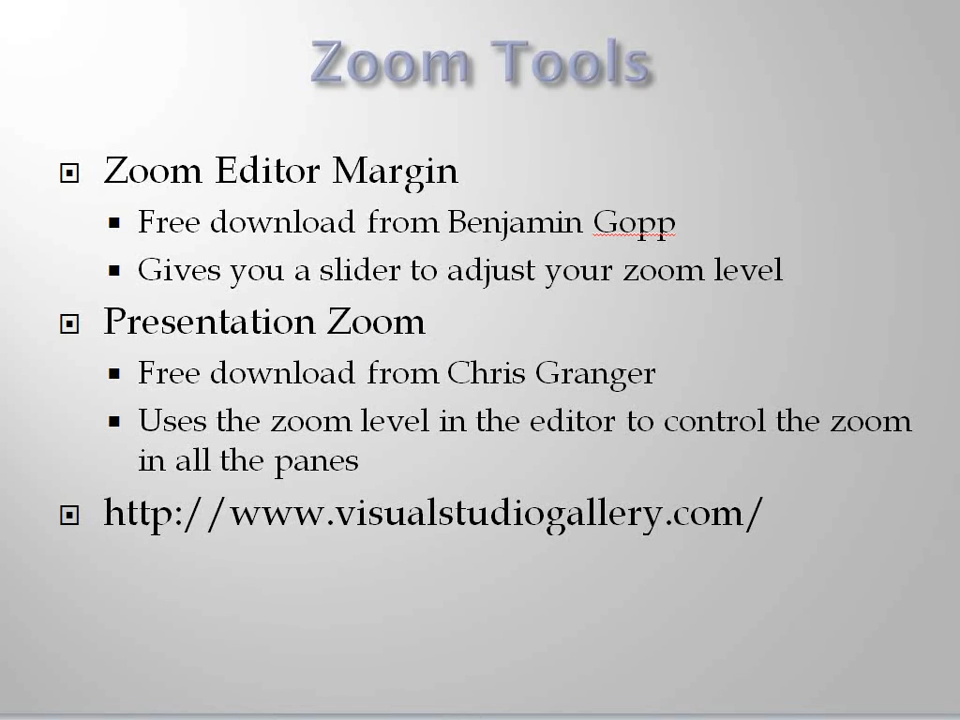 Zoom Tools
Zoom Editor Margin
Free download from Benjamin Gopp
Gives you a slider to adjust your zoom level
Presentation Zoom
Free download from Chris Granger
Uses the zoom level in the editor to control the zoom
in all the panes
http://www.visualstudiogallery.com/